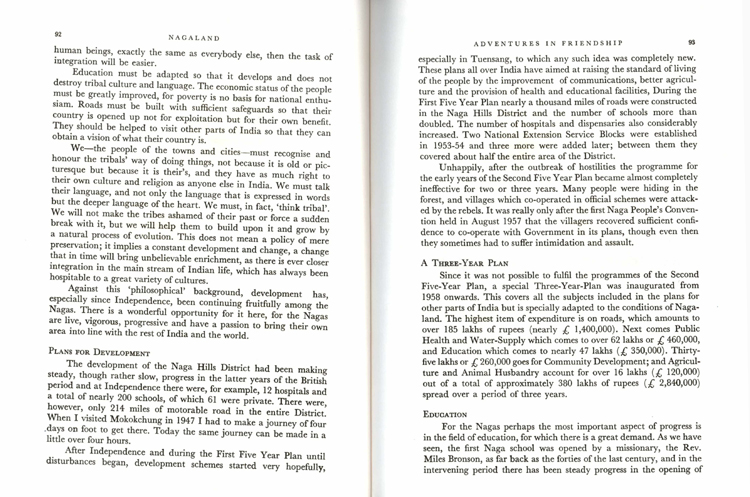 92
NAGALAND
human beings, exactly the same as everybody else, then the task of
integration will be easier.
Education must be adapted so that it develops and does not
destroy tribal culture and language. The economic status of the people
must be greatly improved, for poverty is no basis for national enthu-
siam. Roads must be built with sufficient safeguards so that their
country is opened up not for exploitation but for their own benefit.
They should be helped to visit other parts of India so that they can
obtain a vision of what their country is.
We—the people of the towns and cities—must recognise and
honour the tribals' way of doing things, not because it is old or pic-
turesque but because it is their's, and they have as much right to
their own culture and religion as anyone else in India. We must talk
their language, and not only the language that is expressed in words
but the deeper language of the heart. We must, in fact, 'think tribal'.
We will not make the tribes ashamed of their past or force a sudden
break with it, but we will help them to build upon it and grow by
a natural process of evolution. This does not mean a policy of mere
preservation; it implies a constant development and change, a change
that in time will bring unbelievable enrichment, as there is ever closer
integration in the main stream of Indian life, which has always been
hospitable to a great variety of cultures.
Against this 'philosophical' background, development has,
especially since Independence, been continuing fruitfully among the
Nagas. There is a wonderful opportunity for it here, for the Nagas
are live, vigorous, progressive and have a passion to bring their own
area into line with the rest of India and the world.
PLANS FOR DEVELOPMENT
The development of the Naga Hills District had been making
steady, though rather slow, progress in the latter years of the British
period and at Independence there were, for example, 12 hospitals and
a total of nearly 200 schools, of which 61 were private. There were,
however, only 214 miles of motorable road in the entire District.
When I visited Mokokchung in 1947 I had to make a journey of four
days on foot to get there. Today the same journey can be made in a
little over four hours.
After Independence and during the First Five Year Plan until
disturbances began, development schemes started very hopefully,
ADVENTURES IN FRIENDSHIP
93
especially in Tuensang, to which any such idea was completely new.
These plans all over India have aimed at raising the standard of living
of the people by the improvement of communications, better agricul-
ture and the provision of health and educational facilities, During the
First Five Year Plan nearly a thousand miles of roads were constructed
in the Naga Hills District and the number of schools more than
doubled. The number of hospitals and dispensaries also considerably
increased. Two National Extension Service Blocks were established
in 1953-54 and three more were added later; between them they
covered about half the entire area of the District.
Unhappily, after the outbreak of hostilities the programme for
the early years of the Second Five Year Plan became almost completely
ineffective for two or three years. Many people were hiding in the
forest, and villages which co-operated in official schemes were attack-
ed by the rebels. It was really only after the first Naga People's Conven-
tion held in August 1957 that the villagers recovered sufficient confi-
dence to co-operate with Government in its plans, though even then
they sometimes had to suffer intimidation and assault.
A THREE-YEAR PLAN
Since it was not possible to fulfil the programmes of the Second
Five-Year Plan, a special Three-Year-Plan was inaugurated from
1958 onwards. This covers all the subjects included in the plans for
other parts of India but is specially adapted to the conditions of Naga-
land. The highest item of expenditure is on roads, which amounts to
over 185 lakhs of rupees (nearly £ 1,400,000). Next comes Public
Health and Water-Supply which comes to over 62 lakhs or £ 460,000,
and Education which comes to nearly 47 lakhs (£ 350,000). Thirty-
five lakhs or £ 260,000 goes for Community Development; and Agricul-
ture and Animal Husbandry account for over 16 lakhs (£ 120,000)
out of a total of approximately 380 lakhs of rupees (£ 2,840,000)
spread over a period of three years.
EDUCATION
For the Nagas perhaps the most important aspect of progress is
in the field of education, for which there is a great demand. As we have
seen, the first Naga school was opened by a missionary, the Rev.
Miles Bronson, as far back as the forties of the last century, and in the
intervening period there has been steady progress in the opening of